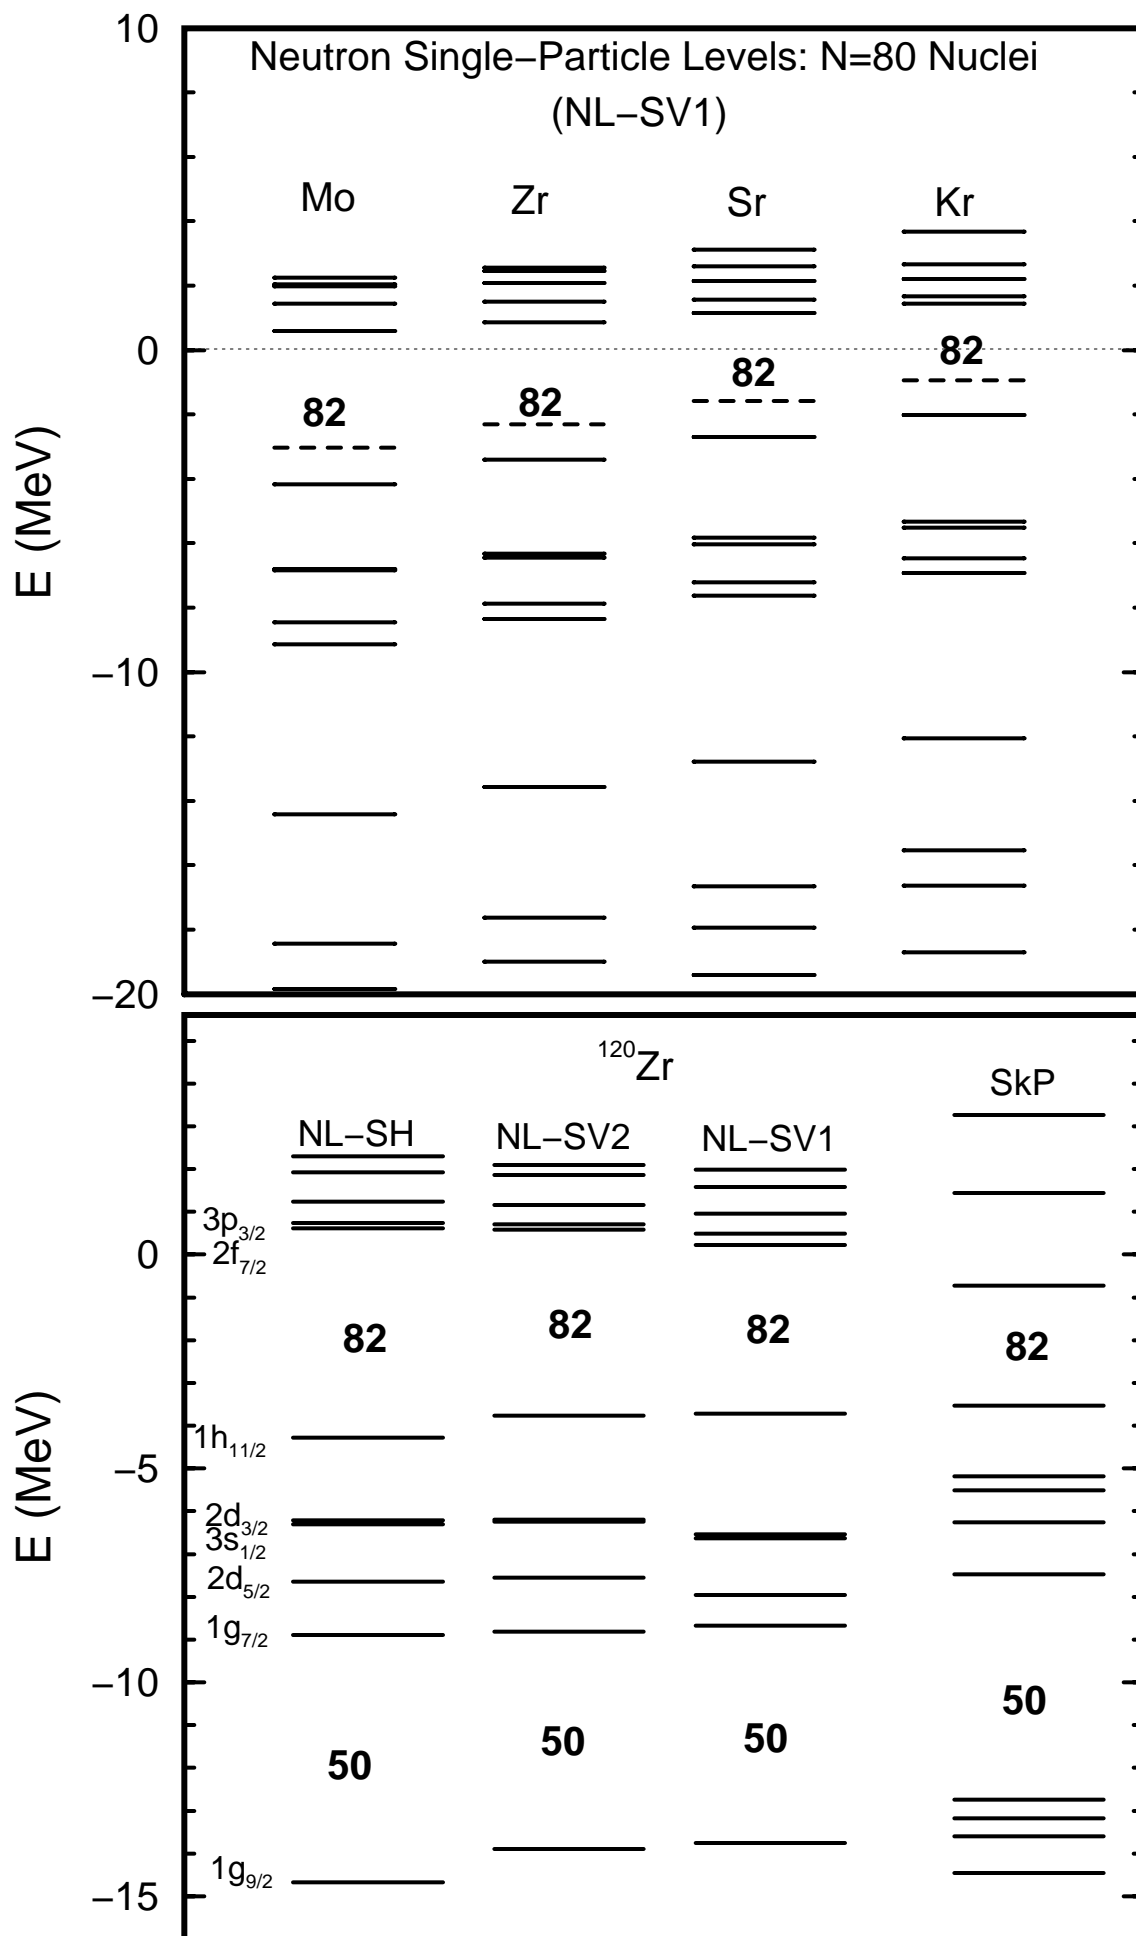 10
Neutron Single–Particle Levels: N=80 Nuclei
(NL–SV1)
Mo
Zr
Sr
Kr
0
82
82
82
82
E (MeV)
−10
−20
120Zr
SkP
NL–SH
NL–SV2
NL–SV1
3p3/2
0
2f7/2
82
82
82
82
E (MeV)
1h11/2
−5
2d3/2
3s1/2
2d5/2
1g7/2
−10
50
50
50
50
1g9/2
−15